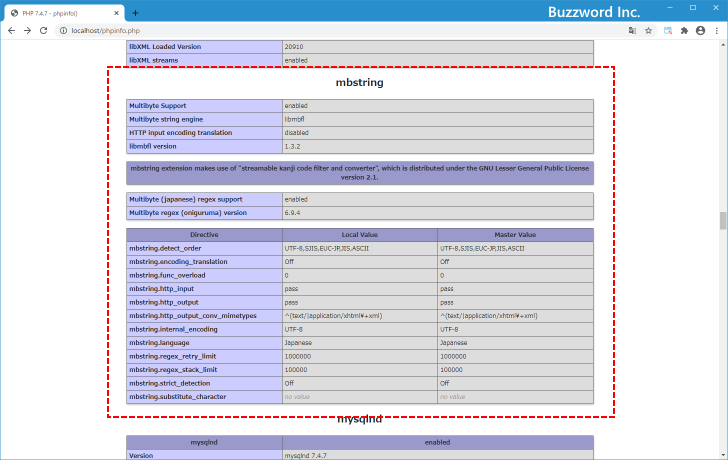 PHP 7.4.7 - phpinfo()
Buzzword Inc.
localhost/phpinfo.php
libXML Loaded Version 20910
libXML streams enabled
mbstring
Multibyte Support enabled
Multibyte string engine libmbfl
HTTP input encoding translation disabled
libmbfl version 1.3.2
mbstring extension makes use of "streamable kanji code filter and converter", which is distributed under the GNU Lesser General Public License
version 2.1.
Multibyte (japanese) regex support enabled
Multibyte regex (oniguruma) version 6.9.4
Directive Local Value Master Value
mbstring.detect_order UTF-8,SJIS,EUC-JP,JIS,ASCII UTF-8,SJIS,EUC-JP,JIS,ASCII
mbstring.encoding_translation Off Off
mbstring.func_overload 0 0
mbstring.http_input pass pass
mbstring.http_output pass pass
mbstring.http_output_conv_mimetypes ^(text/|application/xhtml¥+xml) ^(text/|application/xhtml¥+xml)
mbstring.internal_encoding UTF-8 UTF-8
mbstring.language Japanese Japanese
mbstring.regex_retry_limit 1000000 1000000
mbstring.regex_stack_limit 100000 100000
mbstring.strict_detection Off Off
mbstring.substitute_character no value no value
mysqlnd
mysqlnd enabled
Version mysqlnd 7.4.7